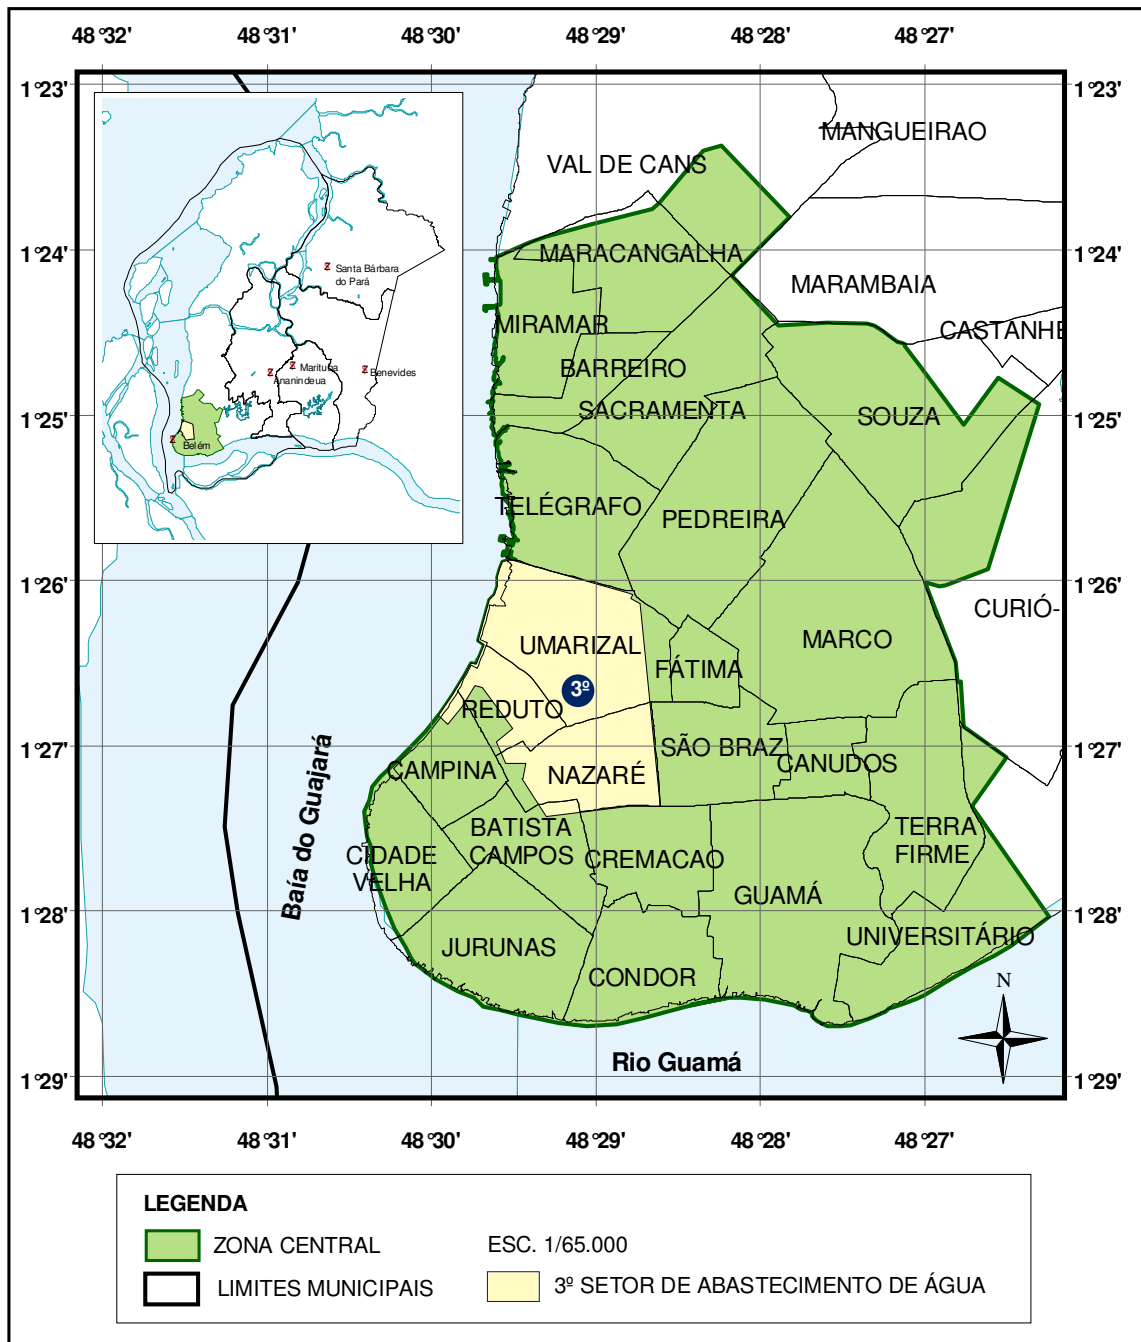 48°32' 48°31' 48°30' 48°29' 48°28' 48°27'
1°23' 1°23'
MANGUEIRAO
VAL DE CANS
1°24' 1°24'
MARACANGALHA
MARAMBAIA
Santa Bárbara
do Pará
MIRAMAR
CASTANHE
BARREIRO
Marituba
Ananindeua
Benevides
SACRAMENTA
1°25' 1°25'
SOUZA
Belém
TELÉGRAFO
PEDREIRA
1°26' 1°26'
CURIÓ-
UMARIZAL
MARCO
FÁTIMA
3º
REDUTO
1°27' 1°27'
SÃO BRAZ
CANUDOS
CAMPINA
NAZARÉ
Baía do Guajará
BATISTA
CAMPOS
TERRA
FIRME
CIDADE
VELHA
CREMACAO
GUAMÁ
1°28' 1°28'
UNIVERSITÁRIO
JURUNAS
CONDOR
N
Rio Guamá
1°29' 1°29'
48°32' 48°31' 48°30' 48°29' 48°28' 48°27'
LEGENDA
ZONA CENTRAL
ESC. 1/65.000
LIMITES MUNICIPAIS
3º SETOR DE ABASTECIMENTO DE ÁGUA